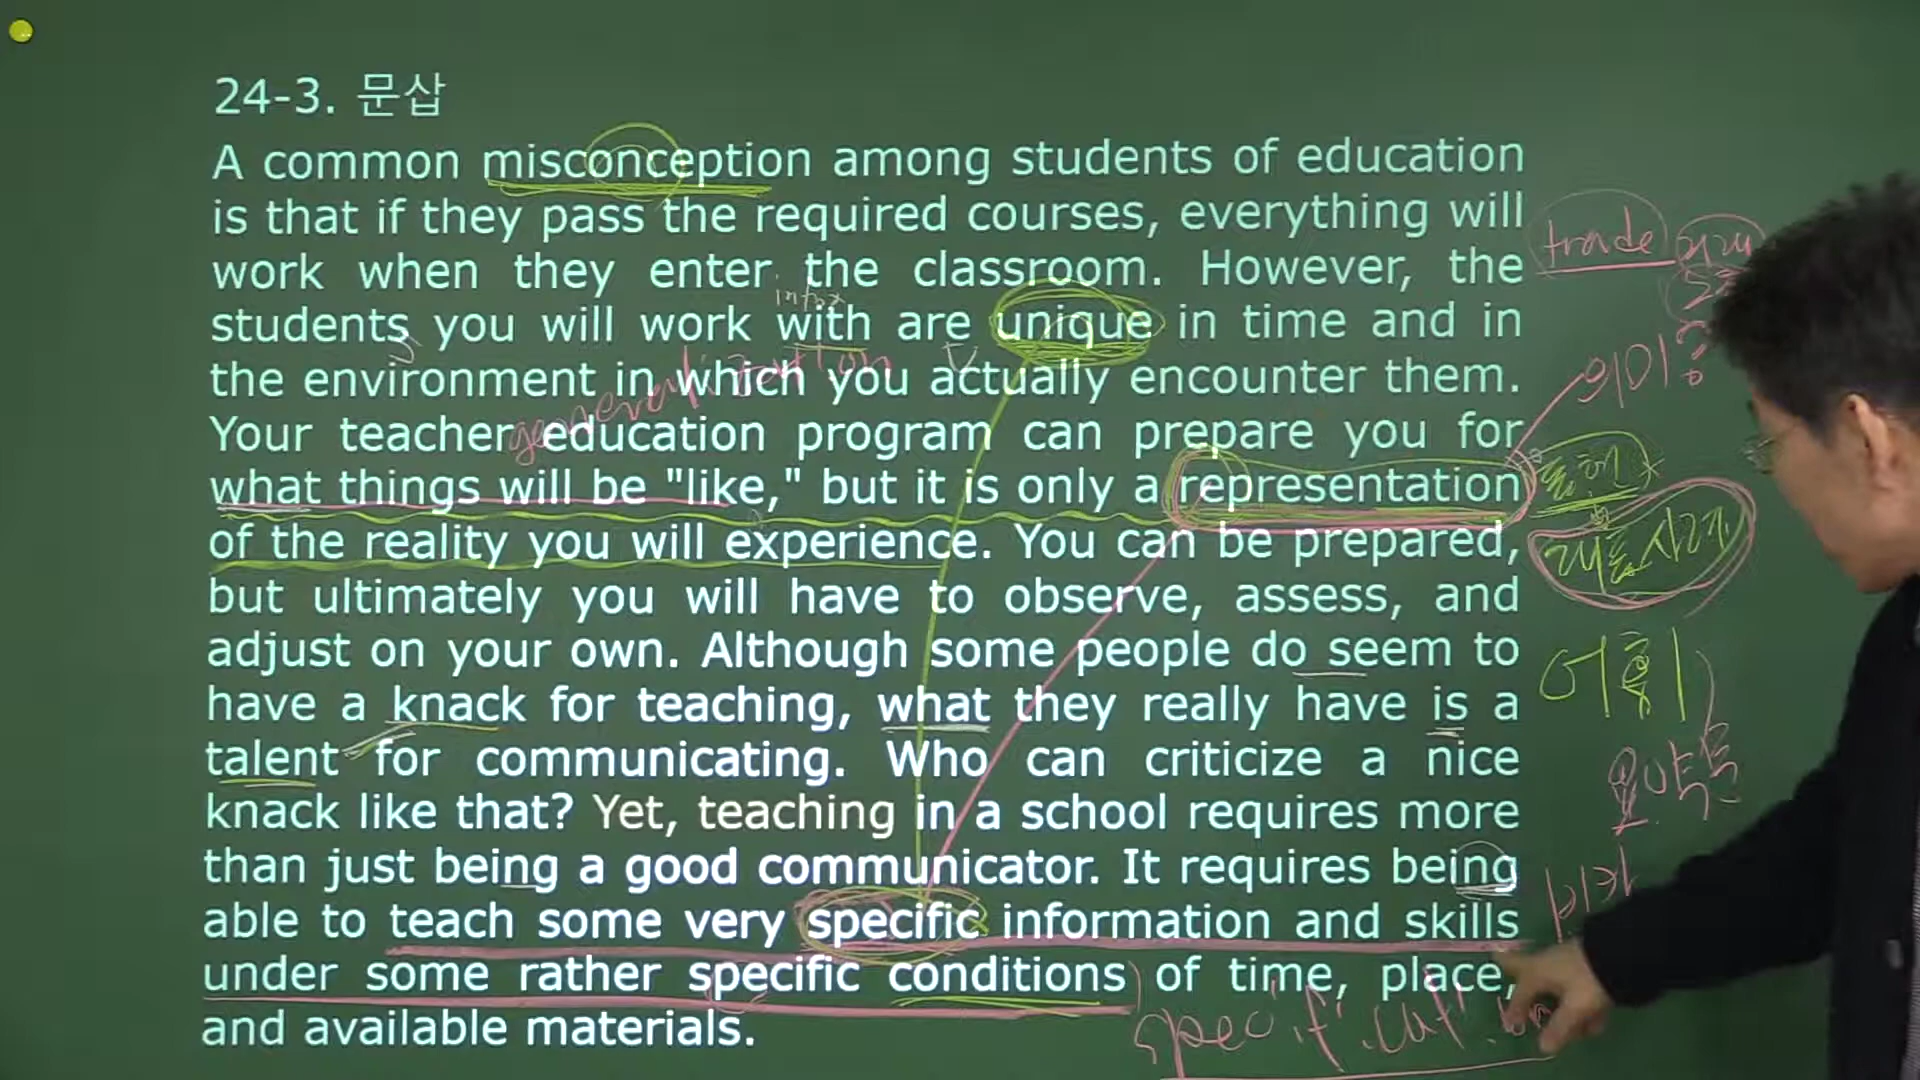 24-3. 문삽
A common misconception among students of education
is that if they pass the required courses, everything will
work when they enter the classroom. However, the
students you will work with are unique in time and in
the environment in which you actually encounter them.
Your teacher education program can prepare you for
what things will be "like," but it is only a representation
of the reality you will experience. You can be prepared,
but ultimately you will have to observe, assess, and
adjust on your own. Although some people do seem to
have a knack for teaching, what they really have is a
talent for communicating. Who can criticize a nice
knack like that? Yet, teaching in a school requires more
than just being a good communicator. It requires being
able to teach some very specific information and skills
under some rather specific conditions of time, place,
and available materials.
trade
generalization
어휘